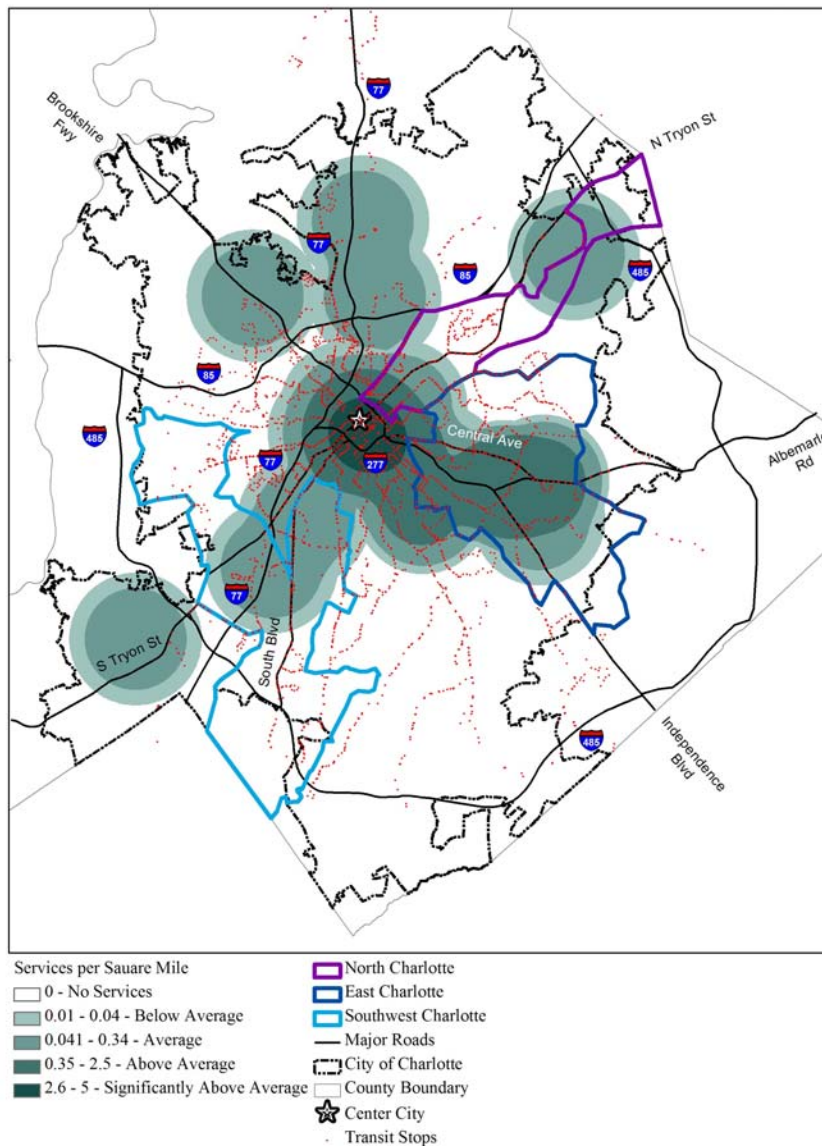 77
Brookshire
Fwy
N Tryon St
77
85
485
85
485
Central Ave
77
277
Albemarle
Rd
77
S Tryon St
South Blvd
485
Independence
Blvd
Services per Sauare Mile
0 - No Services
0.01 - 0.04 - Below Average
0.041 - 0.34 - Average
0.35 - 2.5 - Above Average
2.6 - 5 - Significantly Above Average
North Charlotte
East Charlotte
Southwest Charlotte
Major Roads
City of Charlotte
County Boundary
Center City
Transit Stops